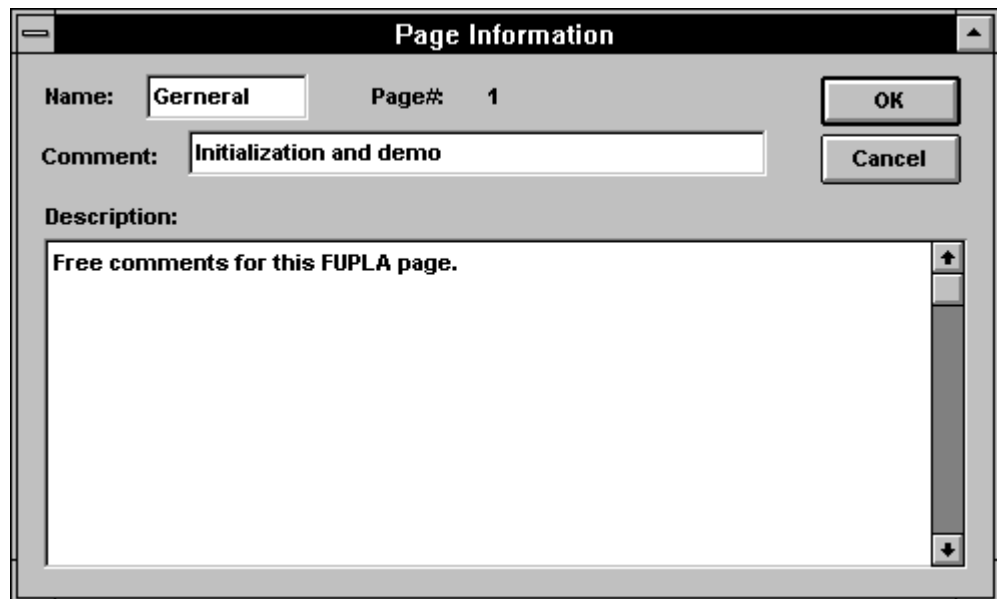 Page Information
Name: Gerneral Page#: 1 OK
Comment: Initialization and demo Cancel
Description:
Free comments for this FUPLA page.